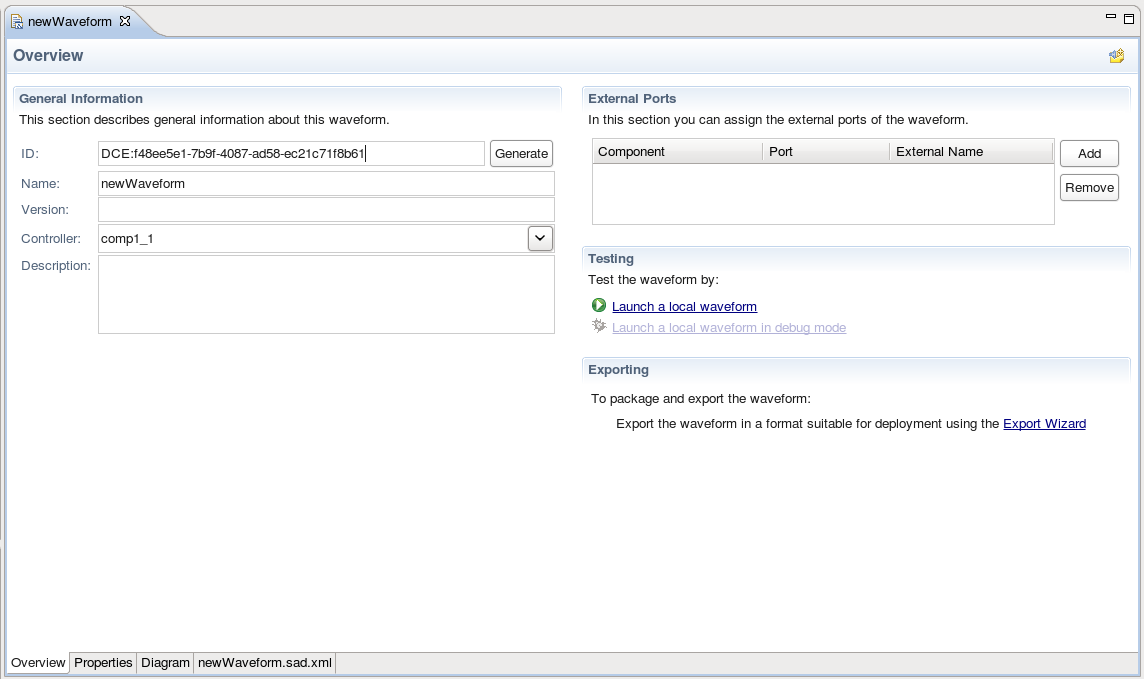 newWaveform
Overview
General Information
This section describes general information about this waveform.
ID: DCE:f48ee5e1-7b9f-4087-ad58-ec21c71f8b61 Generate
Name: newWaveform
Version:
Controller: comp1_1
Description:
External Ports
In this section you can assign the external ports of the waveform.
Component Port External Name Add
Remove
Testing
Test the waveform by:
Launch a local waveform
Launch a local waveform in debug mode
Exporting
To package and export the waveform:
Export the waveform in a format suitable for deployment using the Export Wizard
Overview Properties Diagram newWaveform.sad.xml